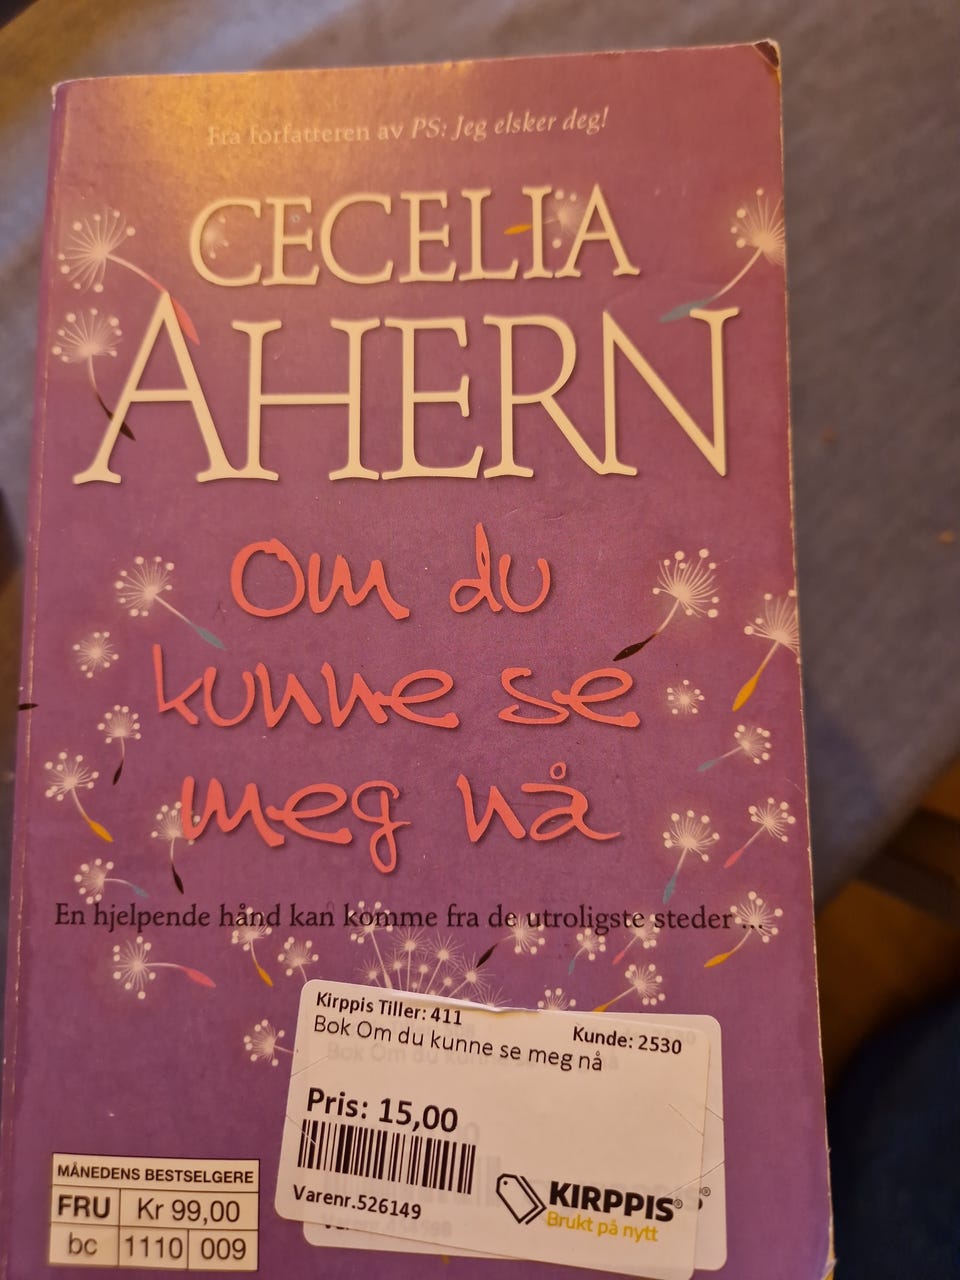 Fra forfatteren av PS: Jeg elsker deg!
CECELIA
AHERN
Om du
kunne se
meg nå
En hjelpende hånd kan komme fra de utroligste steder ...
Kirppis Tiller: 411
Kunde: 2530
Bok Om du kunne se meg nå
Pris: 15,00
Varenr.526149
KIRPPIS®
Brukt på nytt
MÅNEDENS BESTSELGERE
FRU Kr 99,00
bc 1110 009